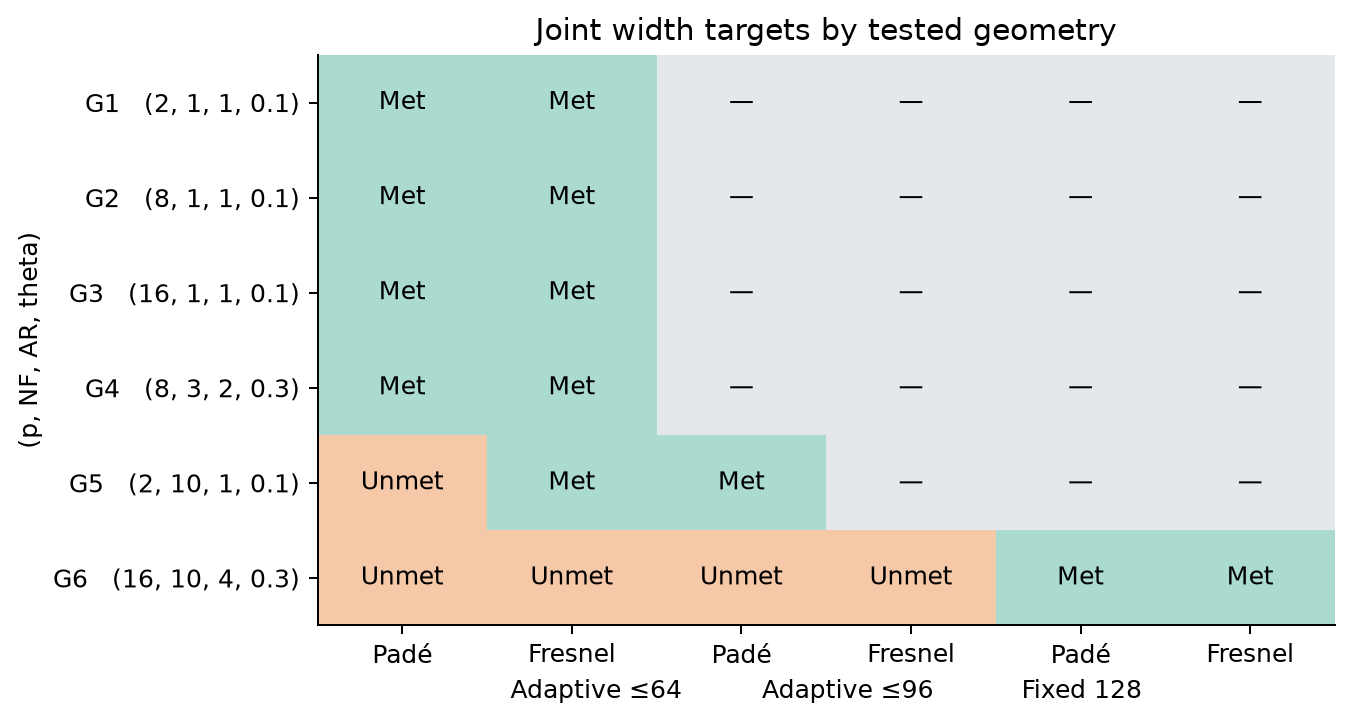 Joint width targets by tested geometry
(p, NF, AR, theta)
G1 (2, 1, 1, 0.1) Met Met — — — —
G2 (8, 1, 1, 0.1) Met Met — — — —
G3 (16, 1, 1, 0.1) Met Met — — — —
G4 (8, 3, 2, 0.3) Met Met — — — —
G5 (2, 10, 1, 0.1) Unmet Met Met — — —
G6 (16, 10, 4, 0.3) Unmet Unmet Unmet Unmet Met Met
Padé Fresnel Padé Fresnel Padé Fresnel
Adaptive ≤64 Adaptive ≤96 Fixed 128